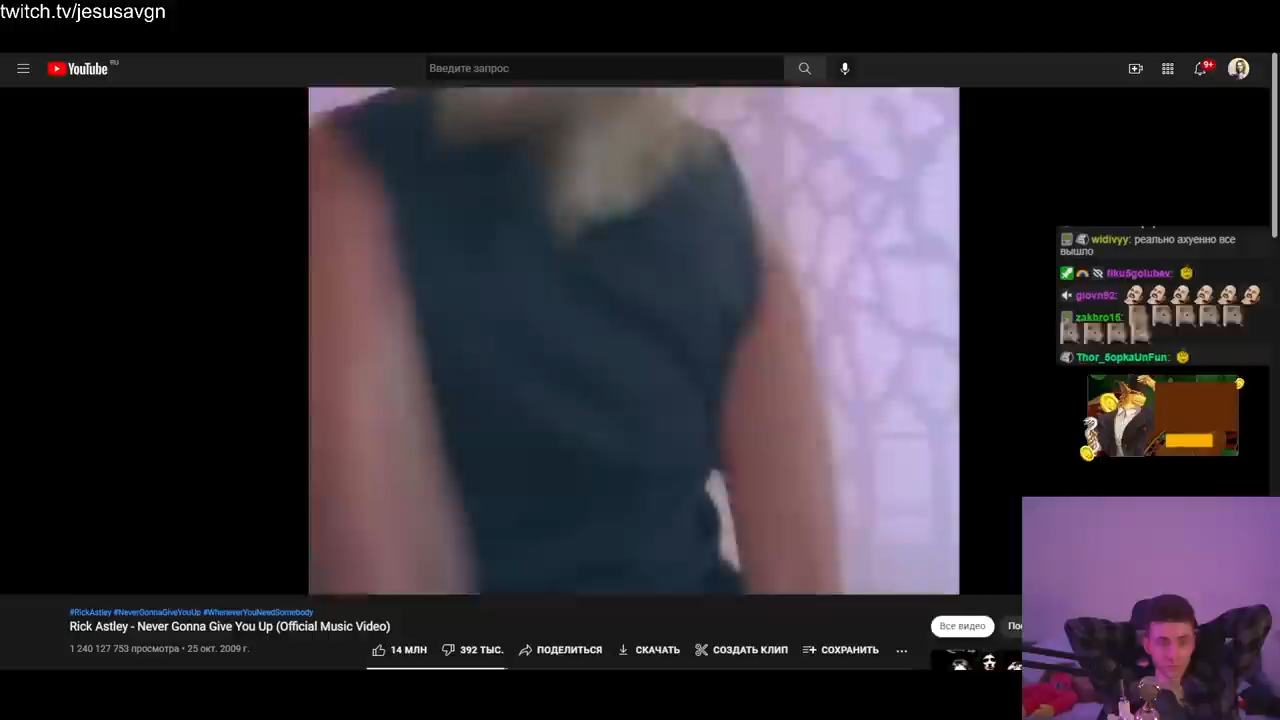 twitch.tv/jesusavgn
YouTube RU
Введите запрос
9+
widivyy: реально ахуенно все
вышло
fiku5golubev:
giovn92:
zakbro15:
Thor_5opkaUnFun:
#RickAstley #NeverGonnaGiveYouUp #WheneverYouNeedSomebody
Rick Astley - Never Gonna Give You Up (Official Music Video)
Все видео
1 240 127 753 просмотра • 25 окт. 2009 г.
14 МЛН
392 ТЫС.
ПОДЕЛИТЬСЯ
СКАЧАТЬ
СОЗДАТЬ КЛИП
СОХРАНИТЬ